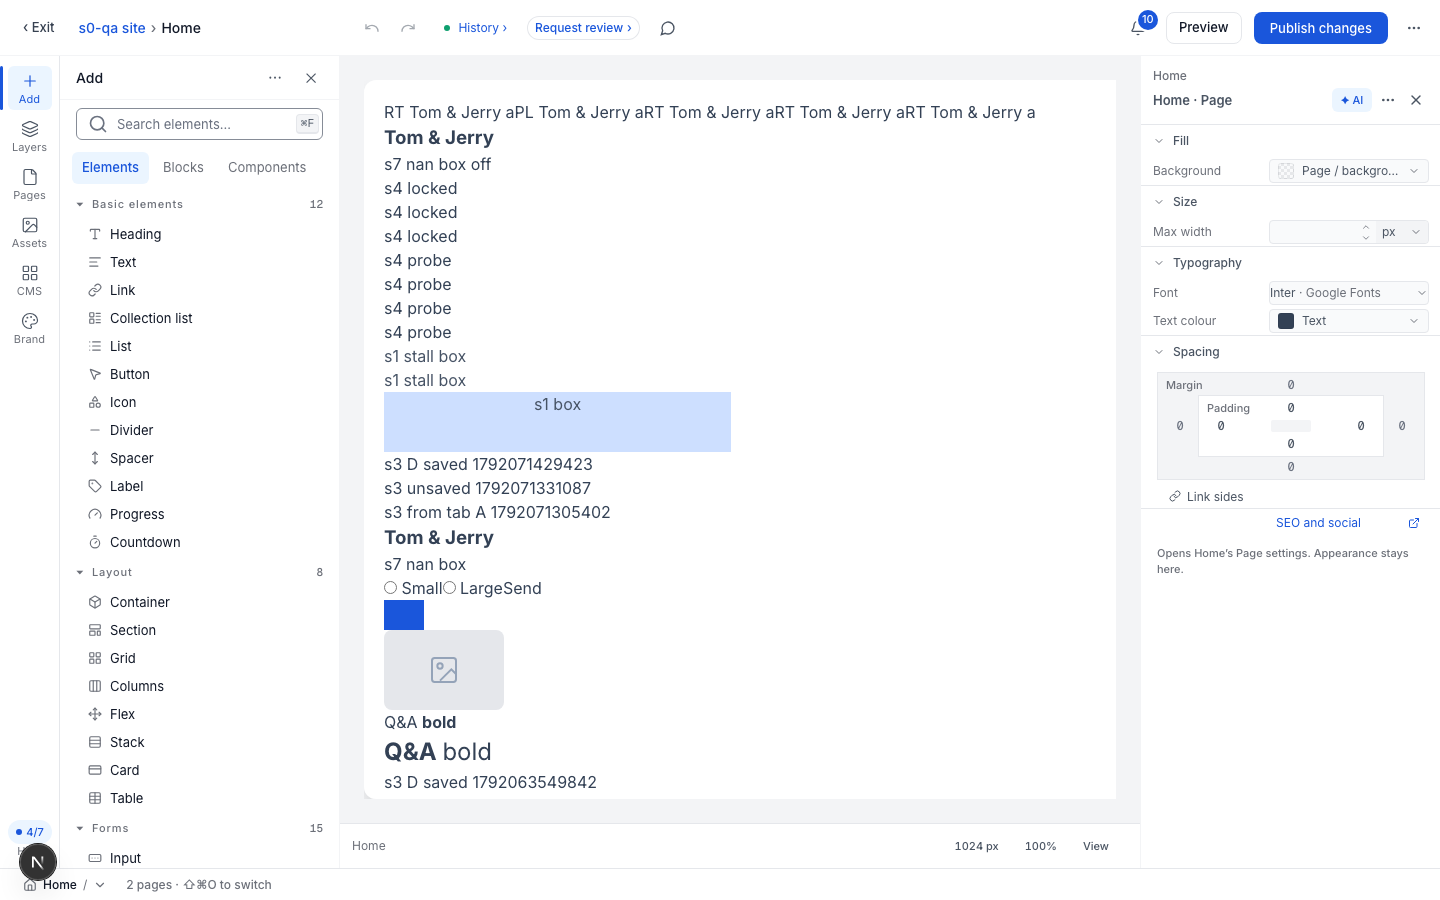 ‹ Exit
s0-qa site › Home
History ›
Request review ›
10
Preview
Publish changes
Add
Layers
Pages
Assets
CMS
Brand
4/7
N
Add
Search elements...
⌘F
Elements
Blocks
Components
Basic elements 12
Heading
Text
Link
Collection list
List
Button
Icon
Divider
Spacer
Label
Progress
Countdown
Layout 8
Container
Section
Grid
Columns
Flex
Stack
Card
Table
Forms 15
Input
RT Tom & Jerry aPL Tom & Jerry aRT Tom & Jerry aRT Tom & Jerry aRT Tom & Jerry a
Tom & Jerry
s7 nan box off
s4 locked
s4 locked
s4 locked
s4 probe
s4 probe
s4 probe
s4 probe
s1 stall box
s1 stall box
s1 box
s3 D saved 1792071429423
s3 unsaved 1792071331087
s3 from tab A 1792071305402
Tom & Jerry
s7 nan box
Small LargeSend
Q&A bold
Q&A bold
s3 D saved 1792063549842
Home
1024 px
100%
View
Home
Home · Page
AI
Fill
Background Page / backgro...
Size
Max width px
Typography
Font Inter · Google Fonts
Text colour Text
Spacing
Margin 0
Padding 0
0 0 0 0
0
0
Link sides
SEO and social
Opens Home’s Page settings. Appearance stays
here.
Home /
2 pages · ⇧⌘O to switch